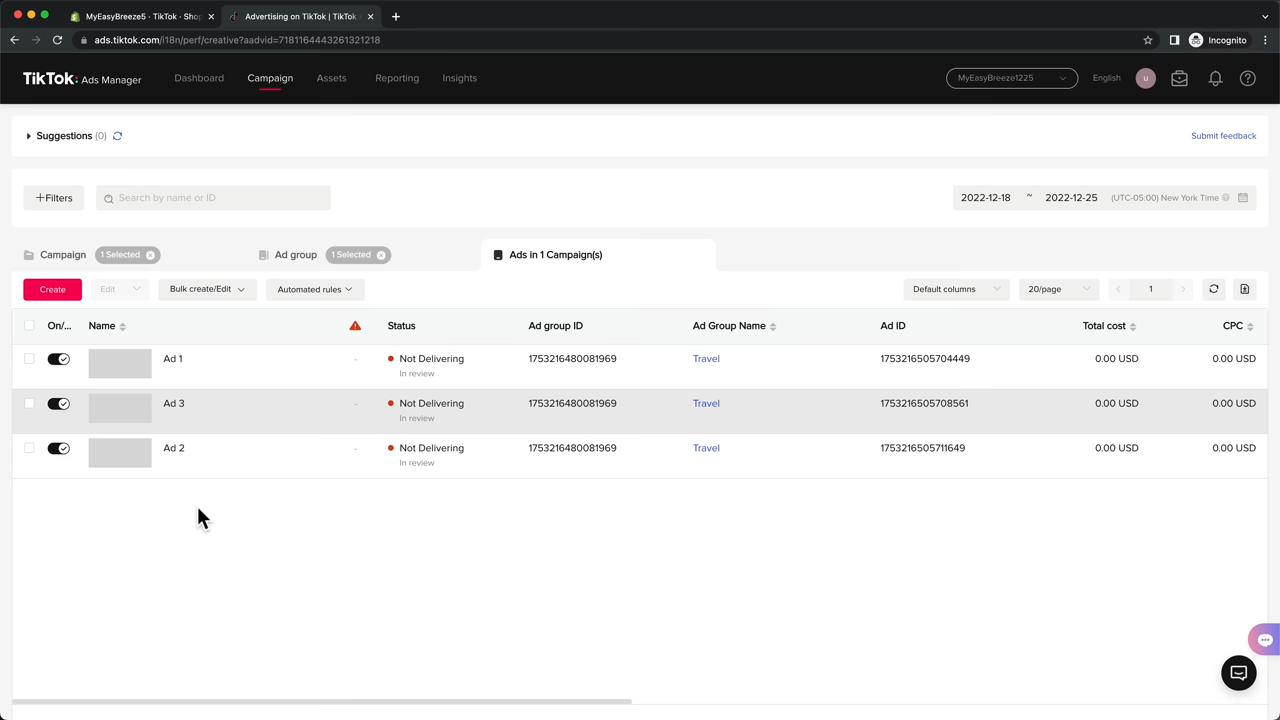 MyEasyBreeze5 · TikTok · Shop
Advertising on TikTok | TikTok
ads.tiktok.com/i18n/perf/creative?aadvid=7181164443261321218
Incognito
TikTok: Ads Manager
Dashboard
Campaign
Assets
Reporting
Insights
MyEasyBreeze1225
English
u
Suggestions (0)
Submit feedback
+Filters
Search by name or ID
2022-12-18 ~ 2022-12-25 (UTC-05:00) New York Time
Campaign 1 Selected
Ad group 1 Selected
Ads in 1 Campaign(s)
Create
Edit
Bulk create/Edit
Automated rules
Default columns
20/page
1
On/... Name Status Ad group ID Ad Group Name Ad ID Total cost CPC
Ad 1 - Not Delivering 1753216480081969 Travel 1753216505704449 0.00 USD 0.00 USD
In review
Ad 3 - Not Delivering 1753216480081969 Travel 1753216505708561 0.00 USD 0.00 USD
In review
Ad 2 - Not Delivering 1753216480081969 Travel 1753216505711649 0.00 USD 0.00 USD
In review